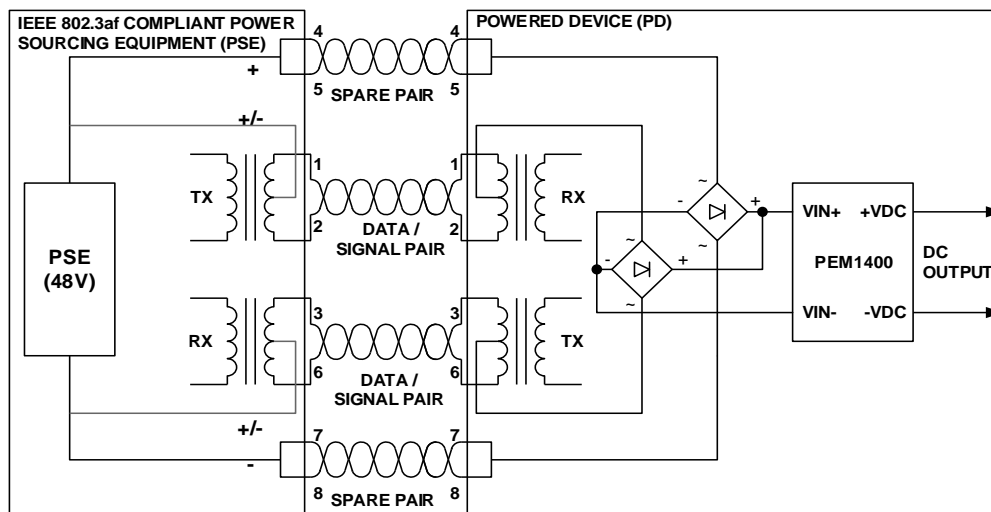 IEEE 802.3af COMPLIANT POWER
SOURCING EQUIPMENT (PSE)
POWERED DEVICE (PD)
4
4
+
5
SPARE PAIR
5
+/-
1
1
TX
RX
2
DATA /
SIGNAL PAIR
2
~
- +
~
~
- +
~
PSE
(48V)
VIN+ +VDC
PEM1400
VIN- -VDC
DC
OUTPUT
3
3
RX
TX
6
DATA /
SIGNAL PAIR
6
+/-
7
7
-
8
SPARE PAIR
8